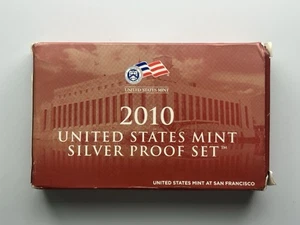 UNITED STATES MINT
2010
UNITED STATES MINT
SILVER PROOF SET™
UNITED STATES MINT AT SAN FRANCISCO